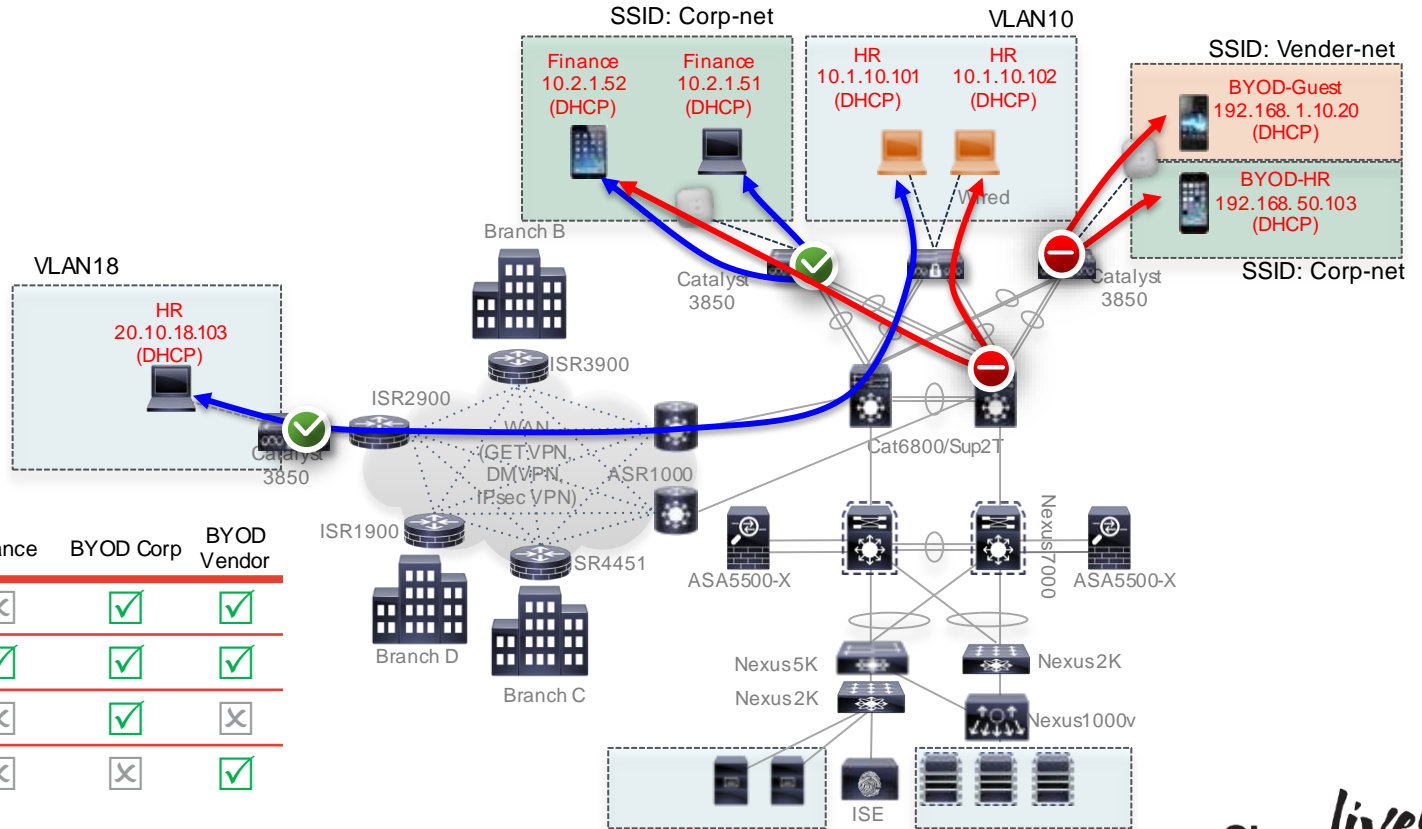 SSID: Corp-net
VLAN10
SSID: Vender-net
Finance
10.2.1.52
(DHCP)
Finance
10.2.1.51
(DHCP)
HR
10.1.10.101
(DHCP)
HR
10.1.10.102
(DHCP)
BYOD-Guest
192.168. 1.10.20
(DHCP)
BYOD-HR
192.168. 50.103
(DHCP)
SSID: Corp-net
Wired
Branch B
Catalyst
3850
Catalyst
3850
VLAN18
HR
20.10.18.103
(DHCP)
ISR3900
ISR2900
WAN
(GETVPN,
DMVPN,
IPsec VPN)
ASR1000
Cat6800/Sup2T
Catalyst
3850
ISR1900
SR4451
Nexus7000
ASA5500-X
ASA5500-X
BYOD Corp
BYOD
Vendor
Branch D
Branch C
Nexus5K
Nexus2K
Nexus2K
Nexus1000v
ISE